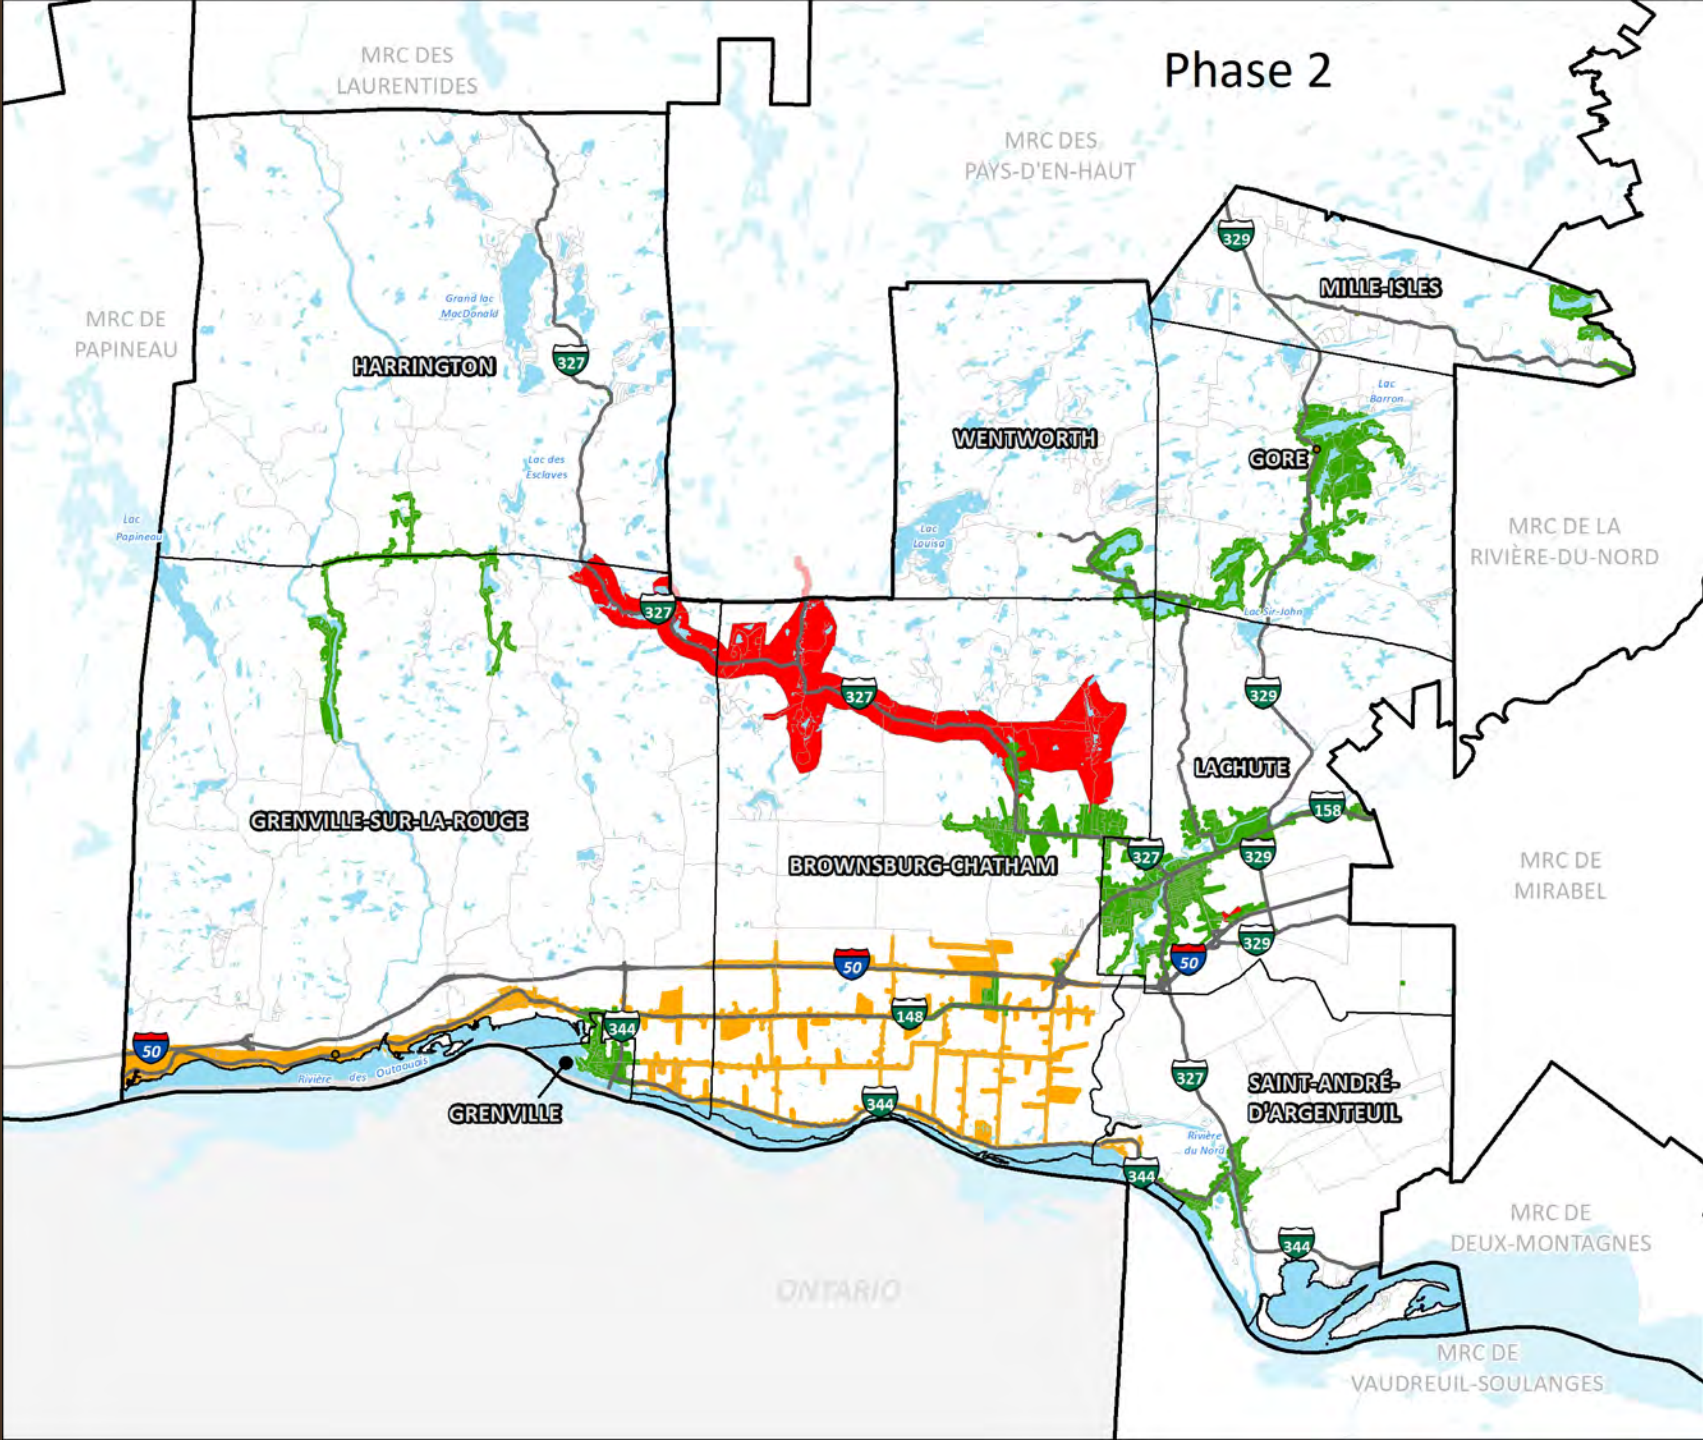 Phase 2
MRC DES
LAURENTIDES
MRC DES
PAYS-D'EN-HAUT
329
MILLE-ISLES
Grand lac
MacDonald
MRC DE
PAPINEAU
HARRINGTON
327
Lac
Barron
WENTWORTH
GORE
Lac des
Esclaves
Lac
Papineau
Lac
Louisa
MRC DE LA
RIVIÈRE-DU-NORD
327
Lac Sir-John
327
329
LACHUTE
GRENVILLE-SUR-LA-ROUGE
158
BROWNSBURG-CHATHAM
327
329
MRC DE
MIRABEL
329
50
50
148
344
50
Rivière des Outaouais
327
SAINT-ANDRÉ-
D'ARGENTEUIL
GRENVILLE
344
Rivière
du Nord
344
344
MRC DE
DEUX-MONTAGNES
ONTARIO
MRC DE
VAUDREUIL-SOULANGES